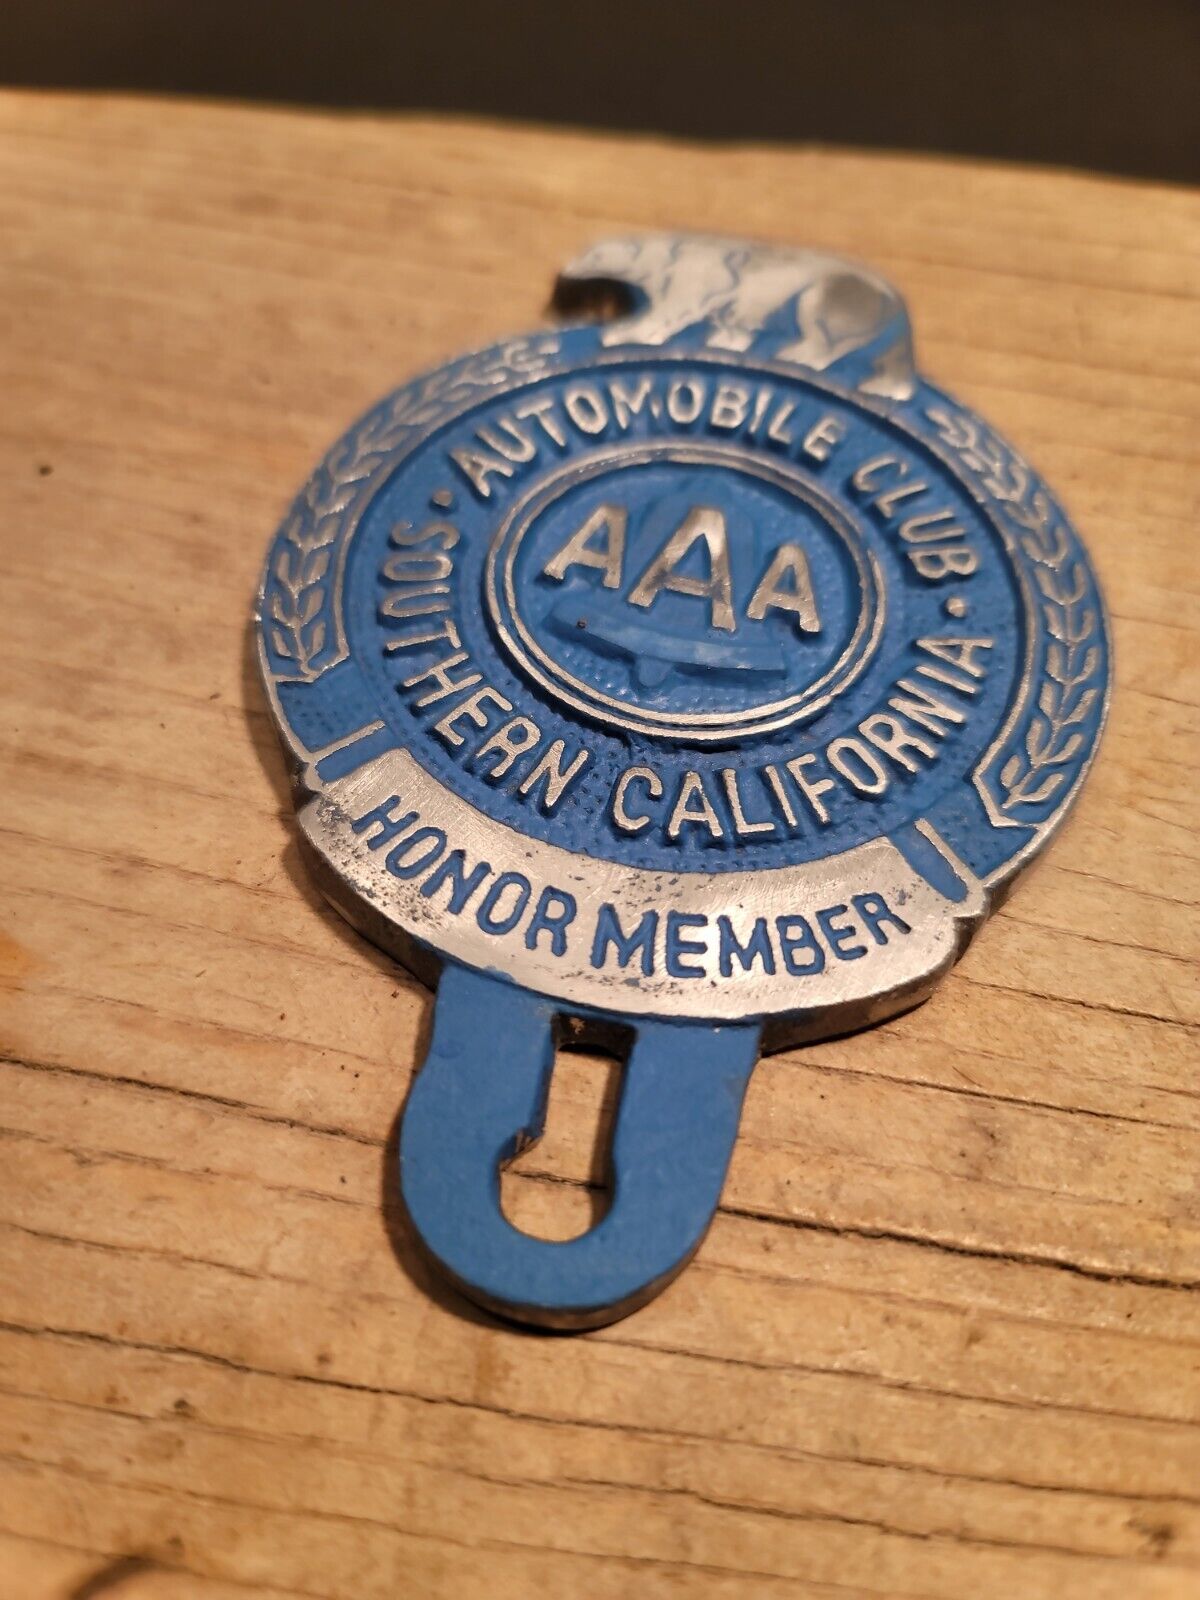 · AUTOMOBILE CLUB ·
AAA
SOUTHERN CALIFORNIA
HONOR MEMBER